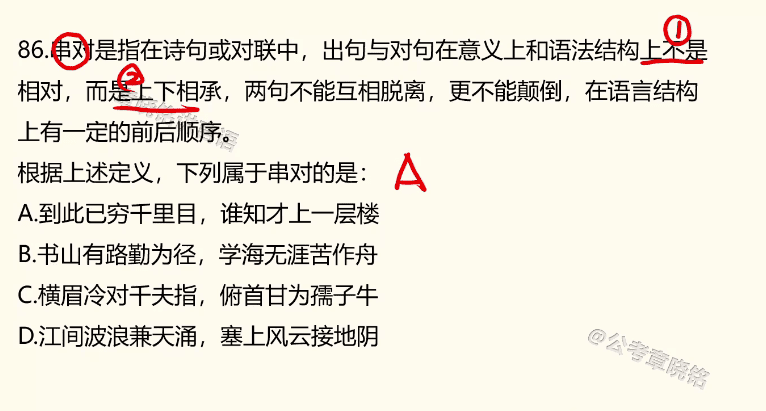 ①
86.串对是指在诗句或对联中，出句与对句在意义上和语法结构上不是
②
相对，而是上下相承，两句不能互相脱离，更不能颠倒，在语言结构
上有一定的前后顺序。
根据上述定义，下列属于串对的是： A
A.到此已穷千里目，谁知才上一层楼
B.书山有路勤为径，学海无涯苦作舟
C.横眉冷对千夫指，俯首甘为孺子牛
D.江间波浪兼天涌，塞上风云接地阴
@公考章晓铭